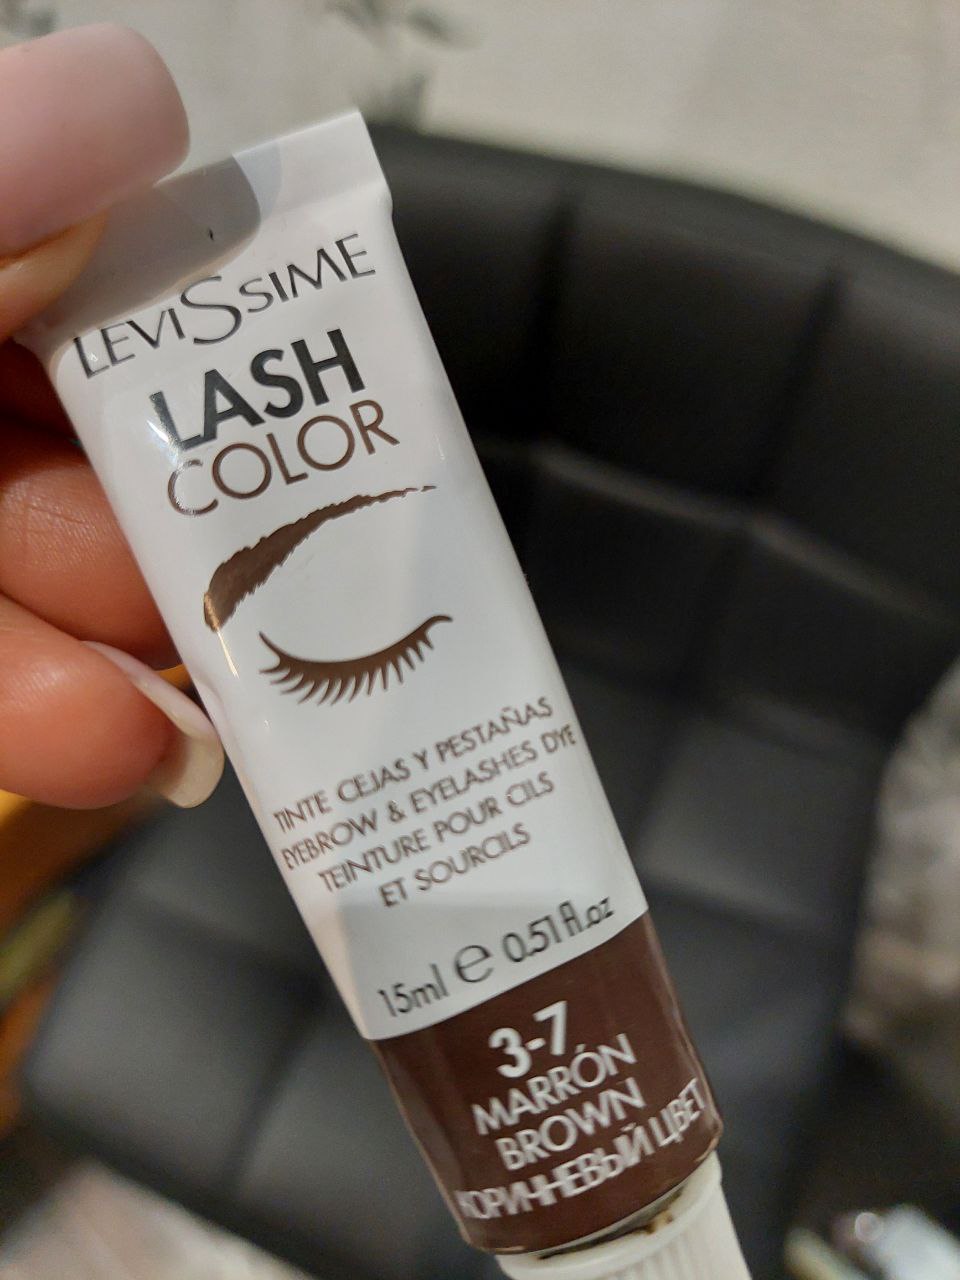 LEVISSIME
LASH
COLOR
TINTE CEJAS Y PESTAÑAS
EYEBROW & EYELASHES DYE
TEINTURE POUR CILS
ET SOURCILS
15ml e 0.51 fl.oz
3-7
MARRÓN
BROWN
КОРИЧНЕВЫЙ ЦВЕТ